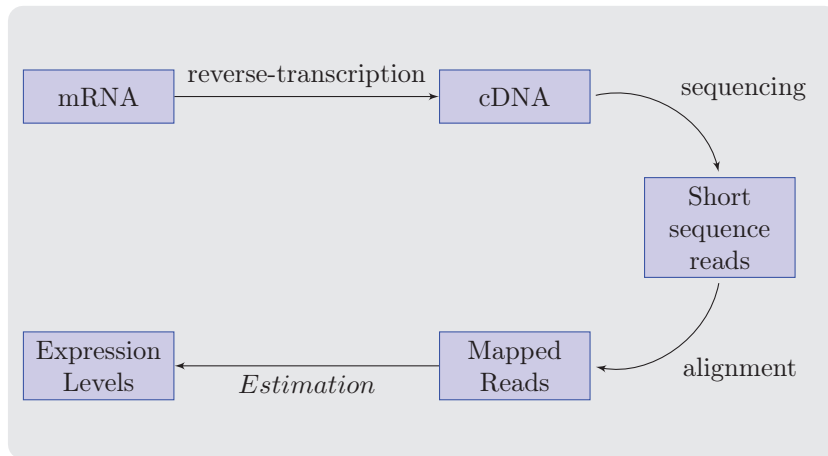 reverse-transcription
mRNA
cDNA
sequencing
Short
sequence
reads
alignment
Mapped
Reads
Estimation
Expression
Levels